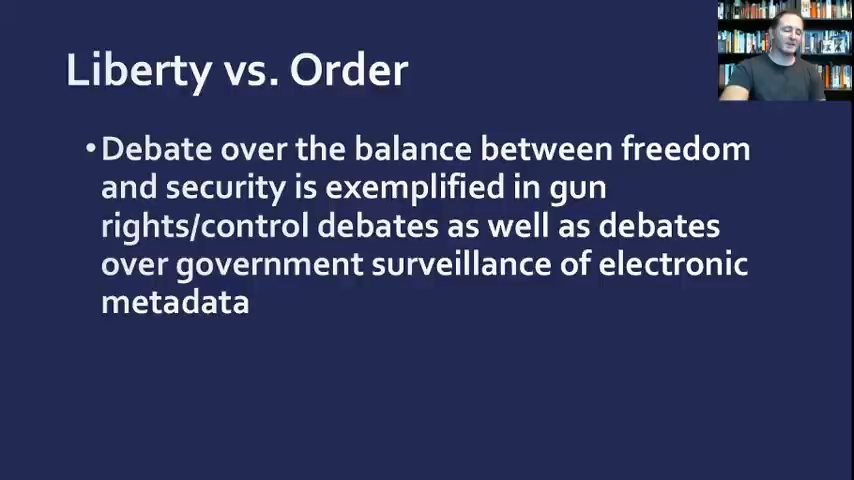 Liberty vs. Order
•Debate over the balance between freedom
and security is exemplified in gun
rights/control debates as well as debates
over government surveillance of electronic
metadata